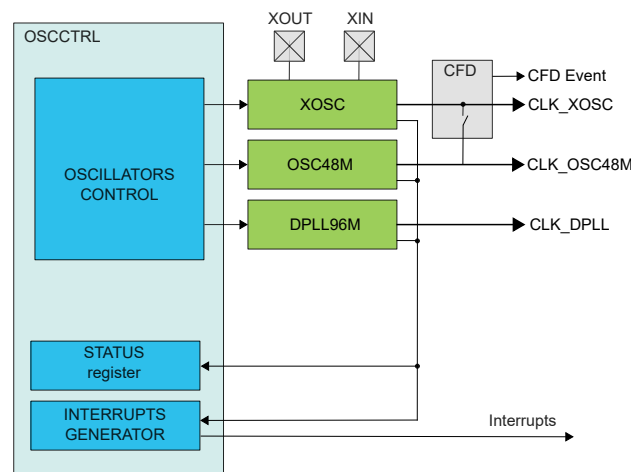 XOUT
XIN
OSCCTRL
CFD
CFD Event
XOSC
CLK_XOSC
OSCILLATORS
CONTROL
OSC48M
CLK_OSC48M
DPLL96M
CLK_DPLL
STATUS
register
INTERRUPTS
GENERATOR
Interrupts